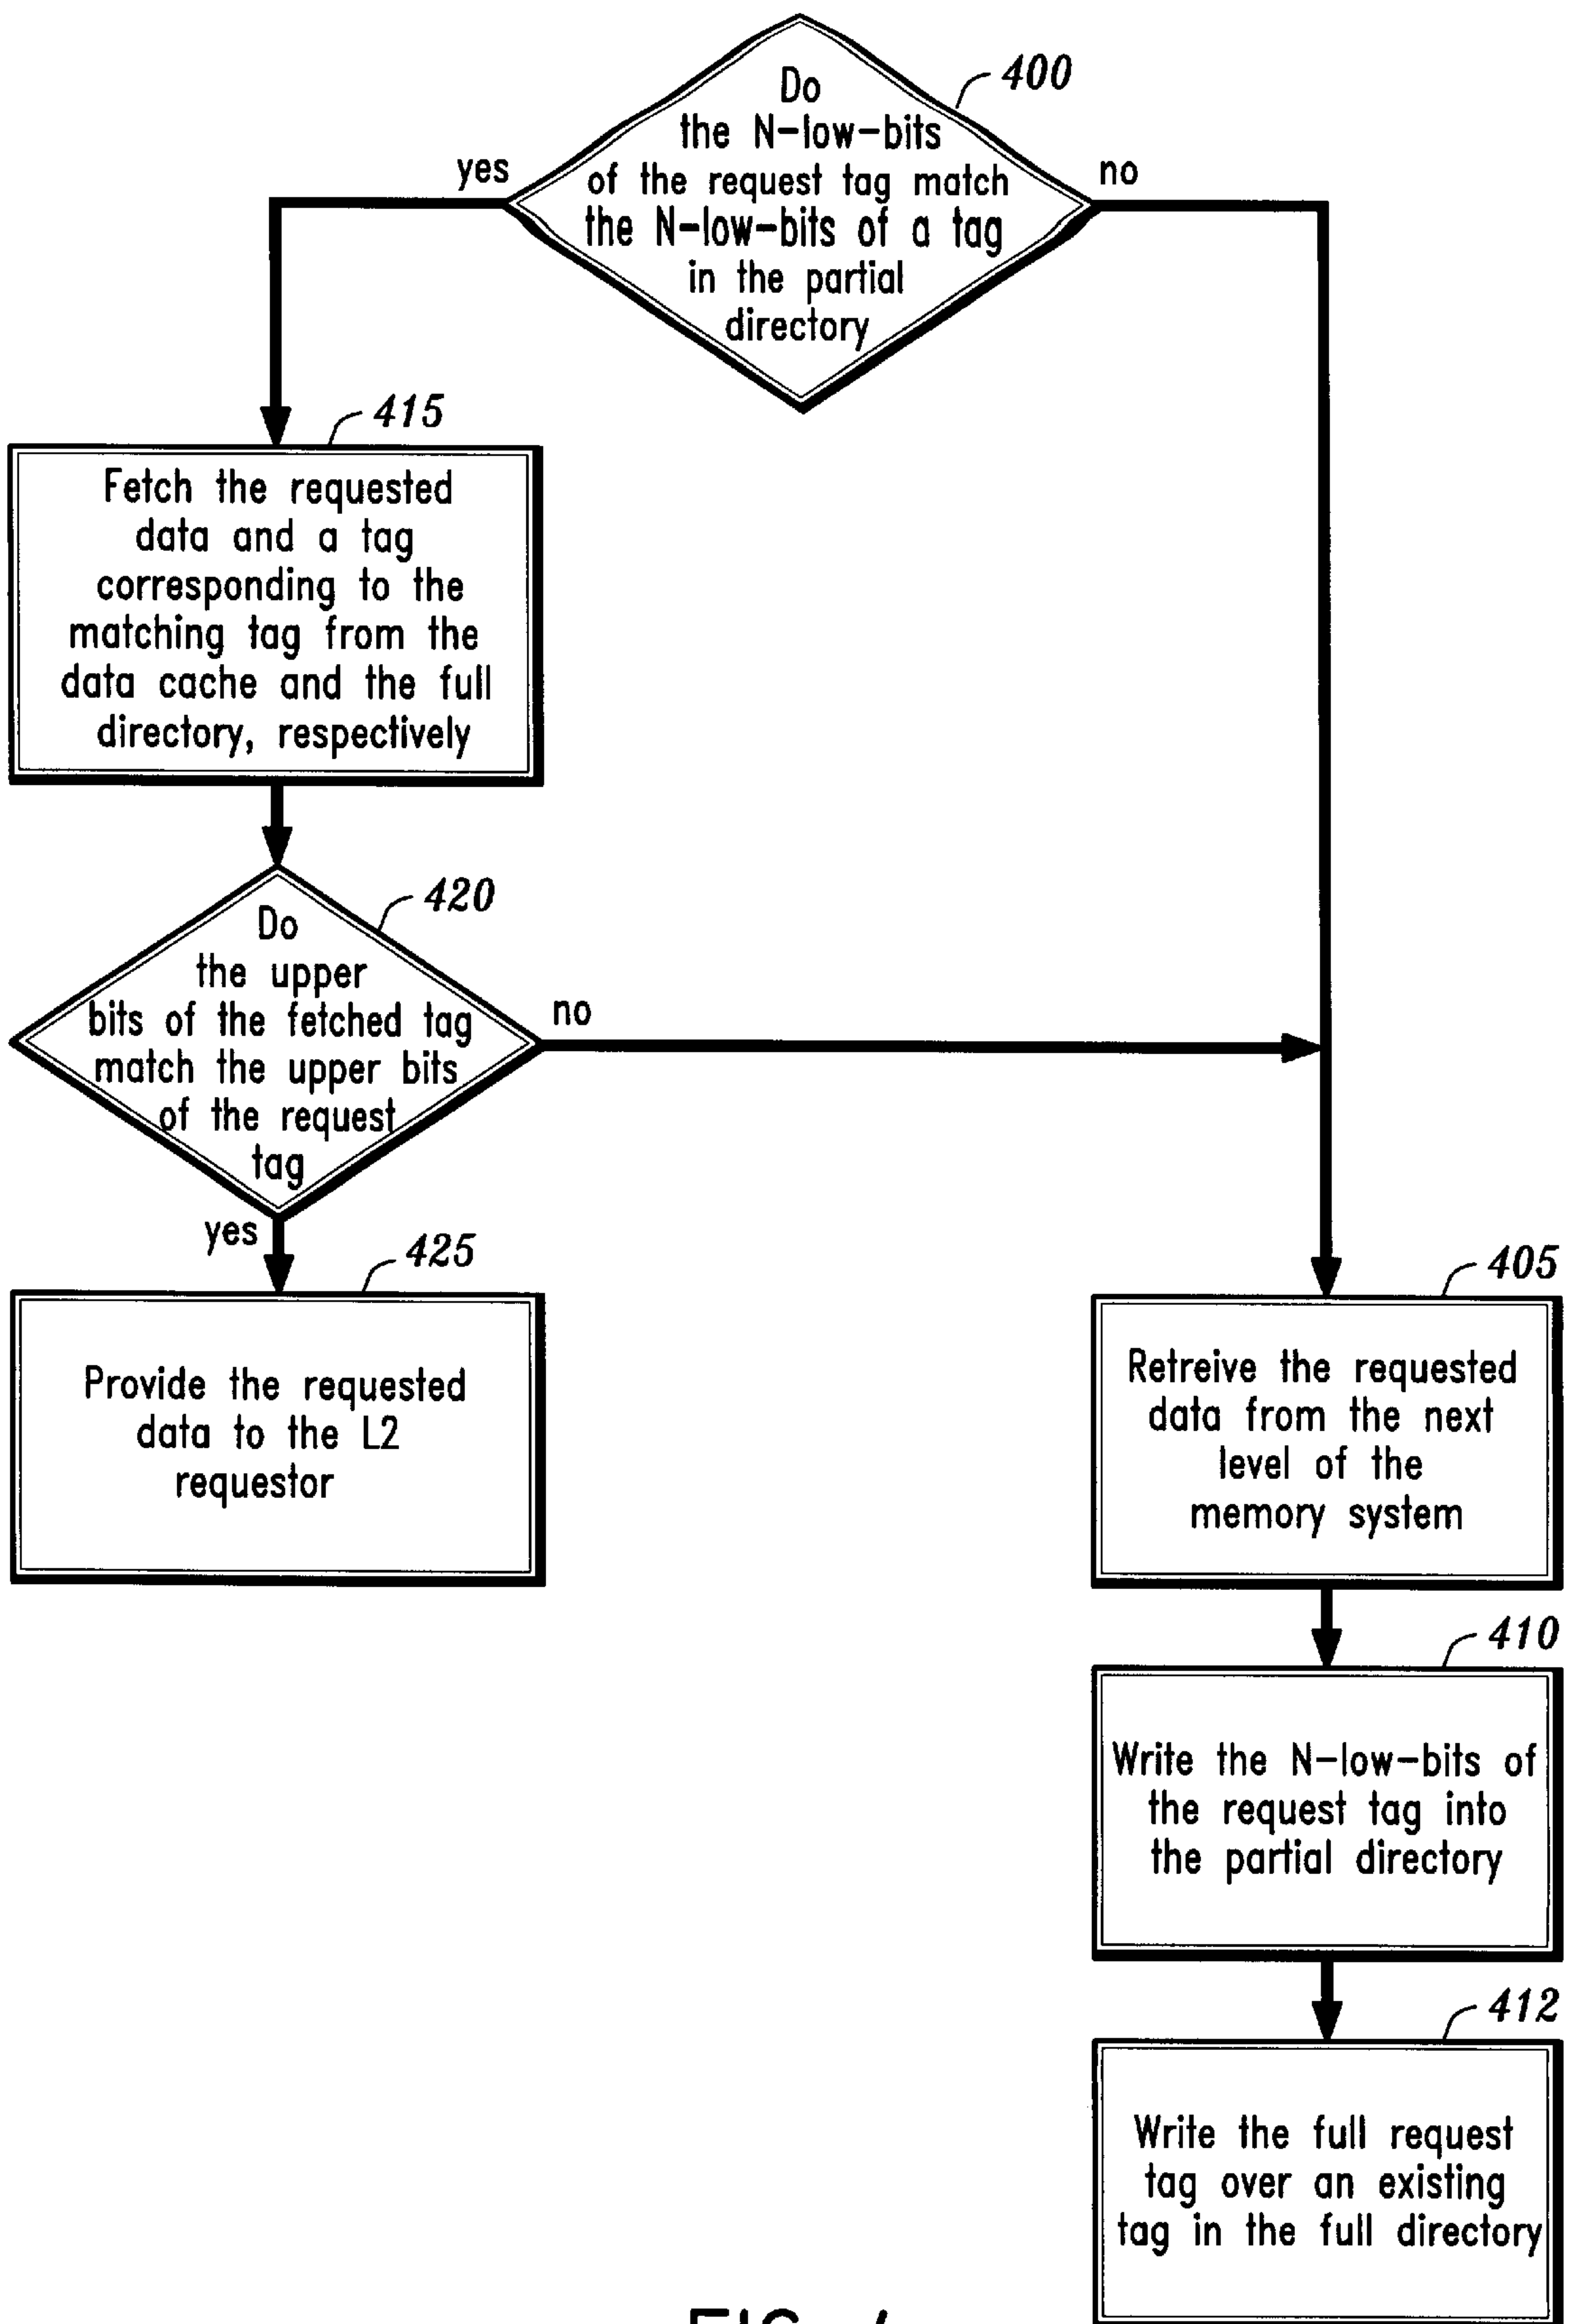 400
Do
the N-low-bits
of the request tag match
the N-low-bits of a tag
in the partial
directory
yes
no
415
Fetch the requested
data and a tag
corresponding to the
matching tag from the
data cache and the full
directory, respectively
420
Do
the upper
bits of the fetched tag
match the upper bits
of the request
tag
no
yes
425
Provide the requested
data to the L2
requestor
405
Retreive the requested
data from the next
level of the
memory system
410
Write the N-low-bits of
the request tag into
the partial directory
412
Write the full request
tag over an existing
tag in the full directory